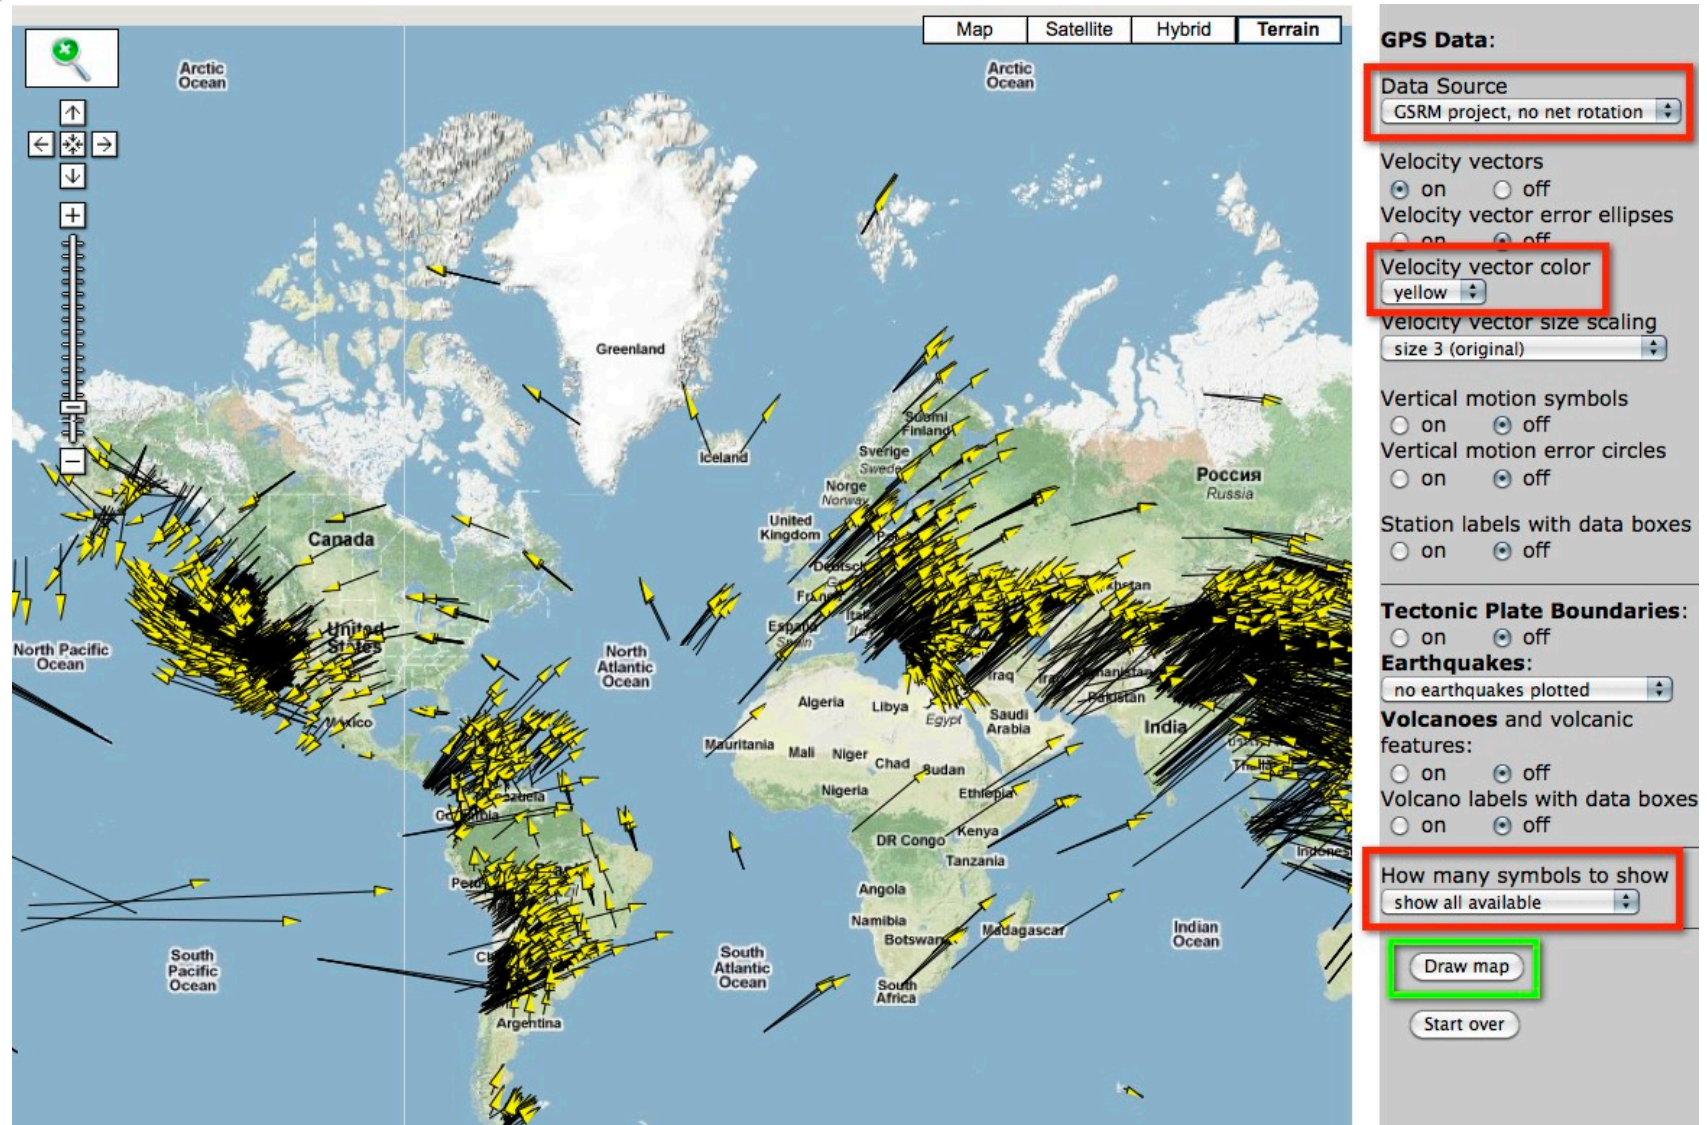 Map
Satellite
Hybrid
Terrain
Arctic
Ocean
Arctic
Ocean
Greenland
Iceland
Suomi
Finland
Sverige
Norge
Norway
Россия
Russia
United
Kingdom
Canada
United
States
North Pacific
Ocean
North
Atlantic
Ocean
España
Spain
México
Algeria
Libya
Egypt
Iraq
Saudi
Arabia
Afghanistan
Pakistan
India
Mauritania
Mali
Niger
Chad
Sudan
Nigeria
Ethiopia
DR Congo
Kenya
Tanzania
Angola
Namibia
Botswana
Madagascar
South
Africa
Indian
Ocean
South
Pacific
Ocean
South
Atlantic
Ocean
Argentina
GPS Data:
Data Source
GSRM project, no net rotation
Velocity vectors
on off
Velocity vector error ellipses
on off
Velocity vector color
yellow
Velocity vector size scaling
size 3 (original)
Vertical motion symbols
on off
Vertical motion error circles
on off
Station labels with data boxes
on off
Tectonic Plate Boundaries:
on off
Earthquakes:
no earthquakes plotted
Volcanoes and volcanic
features:
on off
Volcano labels with data boxes
on off
How many symbols to show
show all available
Draw map
Start over